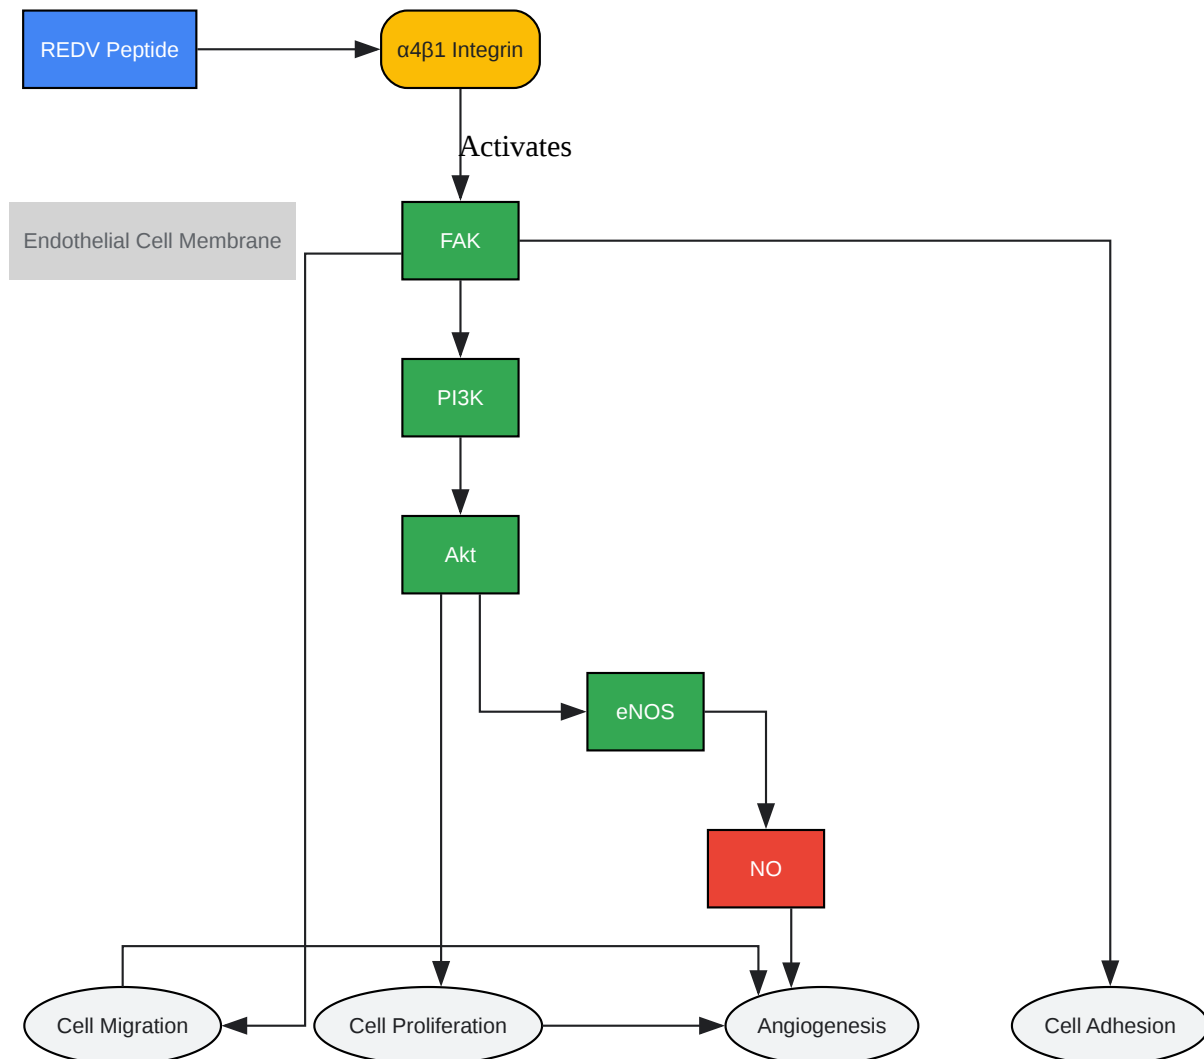 REDV Peptide
α4β1 Integrin
Activates
Endothelial Cell Membrane
FAK
PI3K
Akt
eNOS
NO
Cell Migration
Cell Proliferation
Angiogenesis
Cell Adhesion